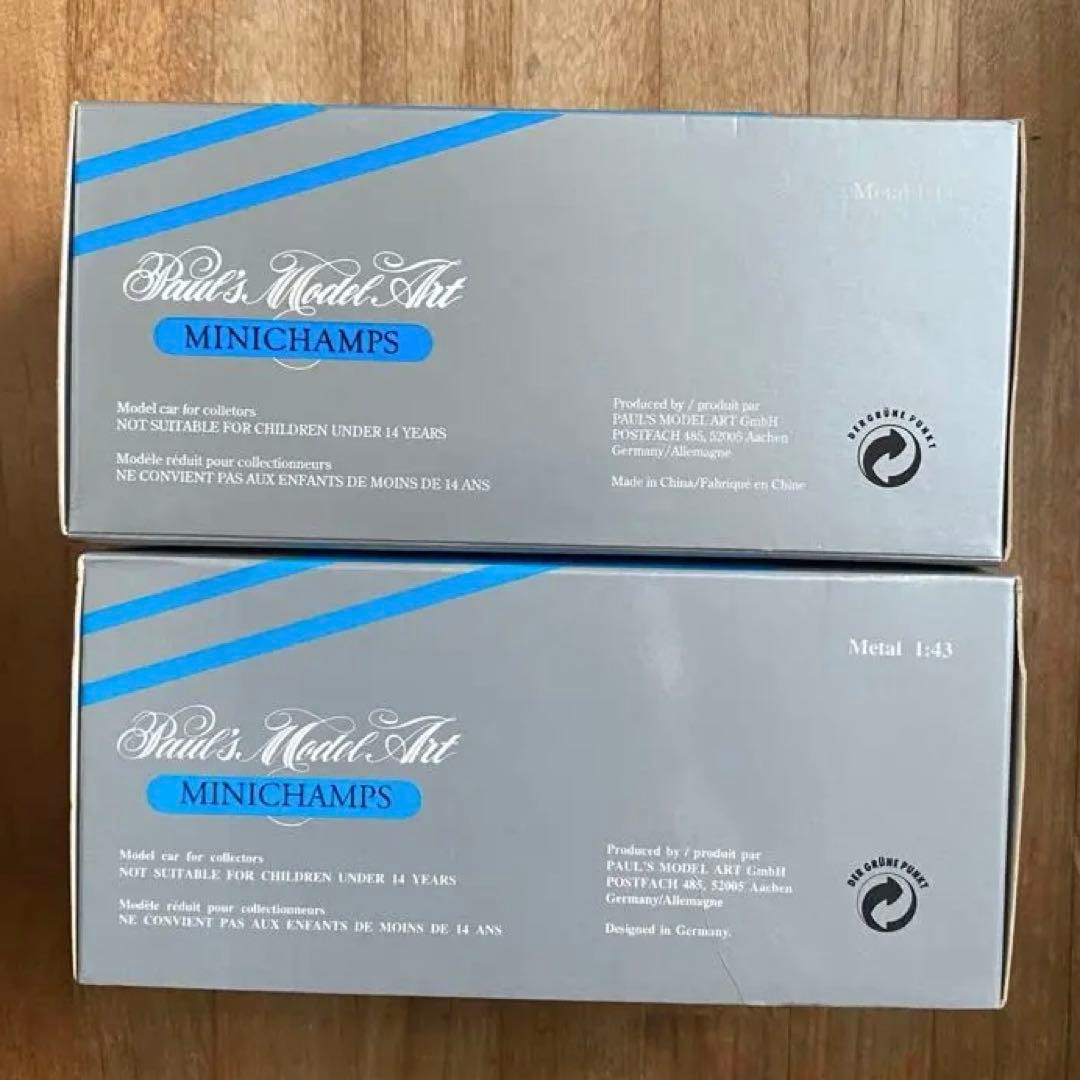 Metal
Paul's Model Art
MINICHAMPS
Model car for colletors
NOT SUITABLE FOR CHILDREN UNDER 14 YEARS
Modèle réduit pour collectionneurs
NE CONVIENT PAS AUX ENFANTS DE MOINS DE 14 ANS
Produced by / produit par
PAUL'S MODEL ART GmbH
POSTFACH 485, 52005 Aachen
Germany/Allemagne
Made in China/Fabriqué en Chine
DER GRÜNE PUNKT
Metal 1:43
Paul's Model Art
MINICHAMPS
Model car for collectors
NOT SUITABLE FOR CHILDREN UNDER 14 YEARS
Modèle réduit pour collectionneurs
NE CONVIENT PAS AUX ENFANTS DE MOINS DE 14 ANS
Produced by / produit par
PAUL'S MODEL ART GmbH
POSTFACH 485, 52005 Aachen
Germany/Allemagne
Designed in Germany.
DER GRÜNE PUNKT